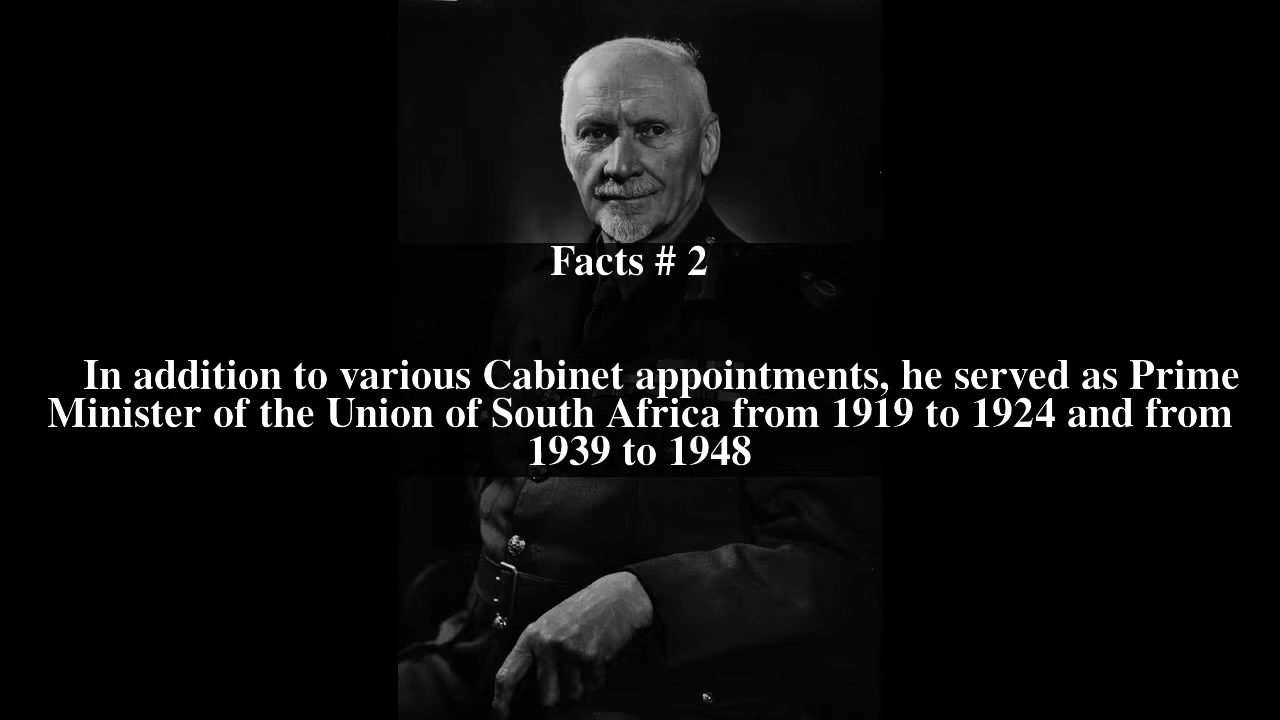 Facts # 2
In addition to various Cabinet appointments, he served as Prime
Minister of the Union of South Africa from 1919 to 1924 and from
1939 to 1948